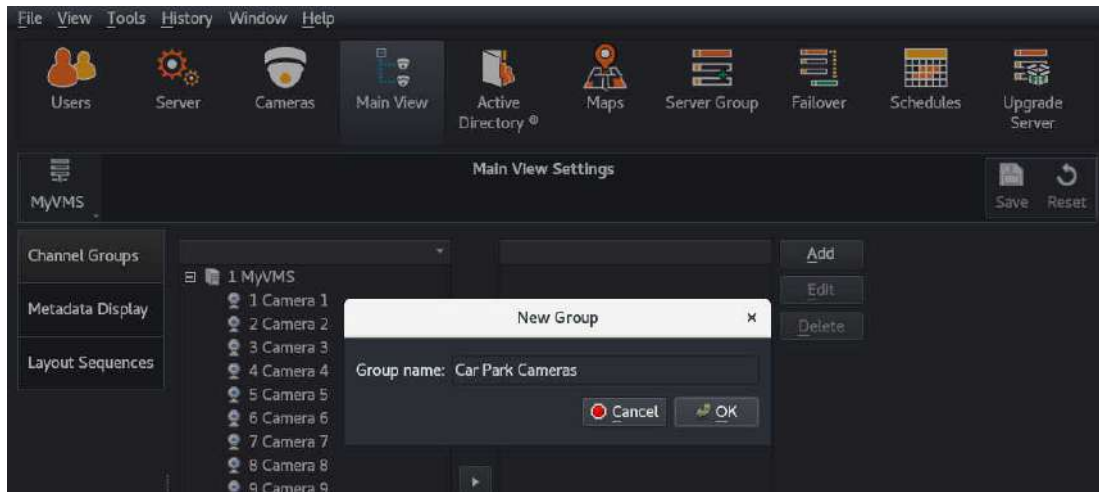 File View Tools History Window Help
Users Server Cameras Main View Active Directory ® Maps Server Group Failover Schedules Upgrade Server
Main View Settings
MyVMS Save Reset
Channel Groups
Metadata Display
Layout Sequences
1 MyVMS
1 Camera 1
2 Camera 2
3 Camera 3
4 Camera 4
5 Camera 5
6 Camera 6
7 Camera 7
8 Camera 8
9 Camera 9
New Group
Group name: Car Park Cameras
Cancel OK
Add
Edit
Delete